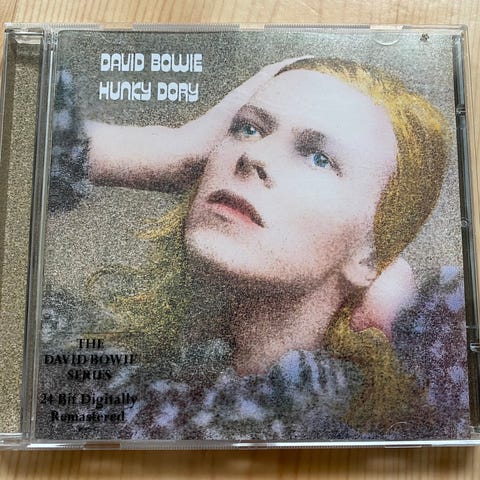 DAVID BOWIE
HUNKY DORY
THE
DAVID BOWIE
SERIES
24 Bit Digitally
Remastered